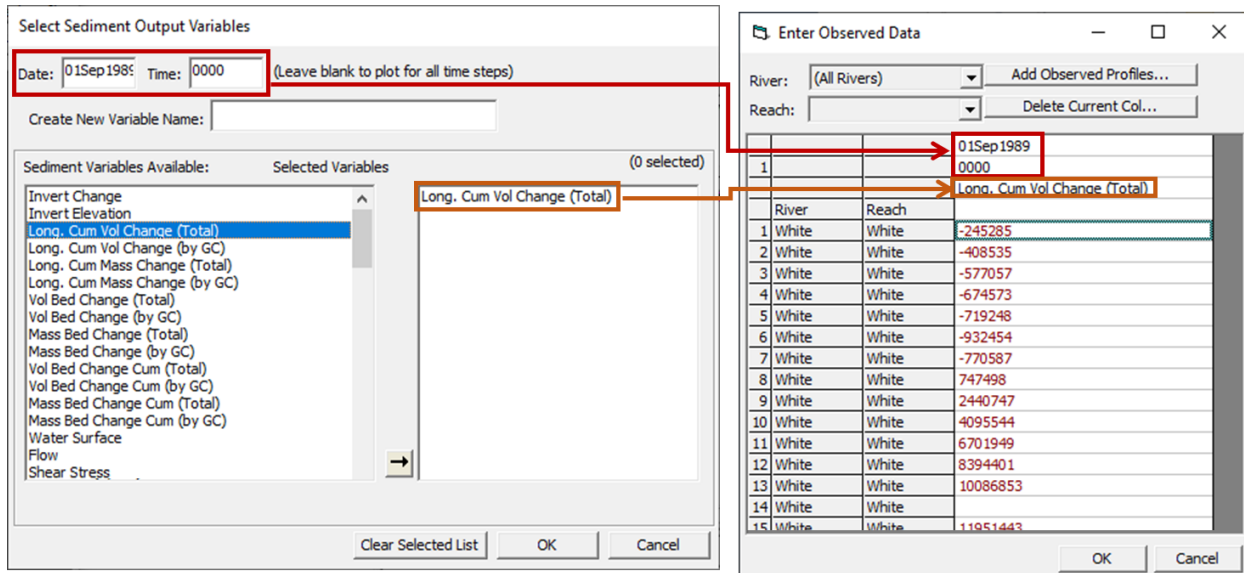 Select Sediment Output Variables
Date: 01Sep1989 Time: 0000 (Leave blank to plot for all time steps)
Create New Variable Name:
Sediment Variables Available: Selected Variables (0 selected)
Invert Change
Invert Elevation
Long. Cum Vol Change (Total)
Long. Cum Vol Change (by GC)
Long. Cum Mass Change (Total)
Long. Cum Mass Change (by GC)
Vol Bed Change (Total)
Vol Bed Change (by GC)
Mass Bed Change (Total)
Mass Bed Change (by GC)
Vol Bed Change Cum (Total)
Vol Bed Change Cum (by GC)
Mass Bed Change Cum (Total)
Mass Bed Change Cum (by GC)
Water Surface
Flow
Shear Stress
Long. Cum Vol Change (Total)
→
Clear Selected List OK Cancel
Enter Observed Data
River: (All Rivers) Add Observed Profiles...
Reach: Delete Current Col...
01Sep1989
1 0000
Long. Cum Vol Change (Total)
River Reach
1 White White -245285
2 White White -408535
3 White White -577057
4 White White -674573
5 White White -719248
6 White White -932454
7 White White -770587
8 White White 747498
9 White White 2440747
10 White White 4095544
11 White White 6701949
12 White White 8394401
13 White White 10086853
14 White White
15 White White 11951443
OK Cancel